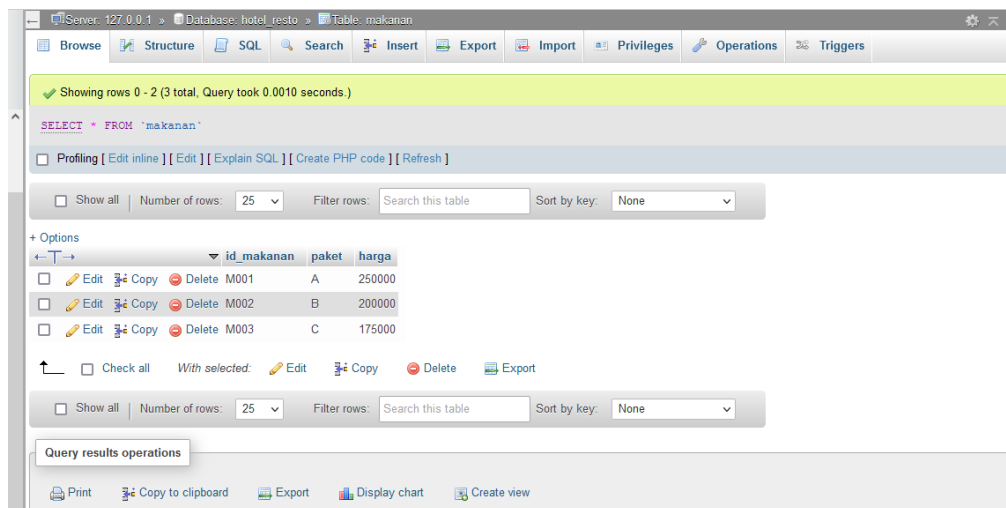 Server: 127.0.0.1 » Database: hotel_resto » Table: makanan
Browse Structure SQL Search Insert Export Import Privileges Operations Triggers
Showing rows 0 - 2 (3 total, Query took 0.0010 seconds.)
SELECT * FROM `makanan`
Profiling [ Edit inline ] [ Edit ] [ Explain SQL ] [ Create PHP code ] [ Refresh ]
Show all | Number of rows: 25 Filter rows: Search this table Sort by key: None
+ Options
←T→ id_makanan paket harga
Edit Copy Delete M001 A 250000
Edit Copy Delete M002 B 200000
Edit Copy Delete M003 C 175000
Check all With selected: Edit Copy Delete Export
Show all | Number of rows: 25 Filter rows: Search this table Sort by key: None
Query results operations
Print Copy to clipboard Export Display chart Create view